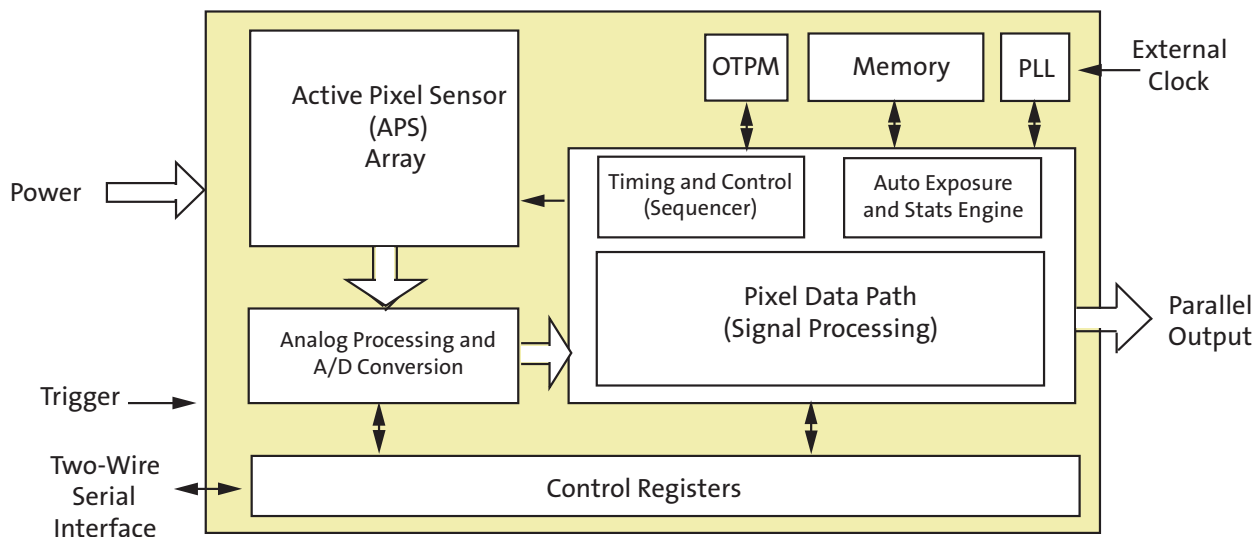 Active Pixel Sensor
(APS)
Array
OTPM
Memory
PLL
External
Clock
Power
Timing and Control
(Sequencer)
Auto Exposure
and Stats Engine
Pixel Data Path
(Signal Processing)
Parallel
Output
Analog Processing and
A/D Conversion
Trigger
Two-Wire
Serial
Interface
Control Registers